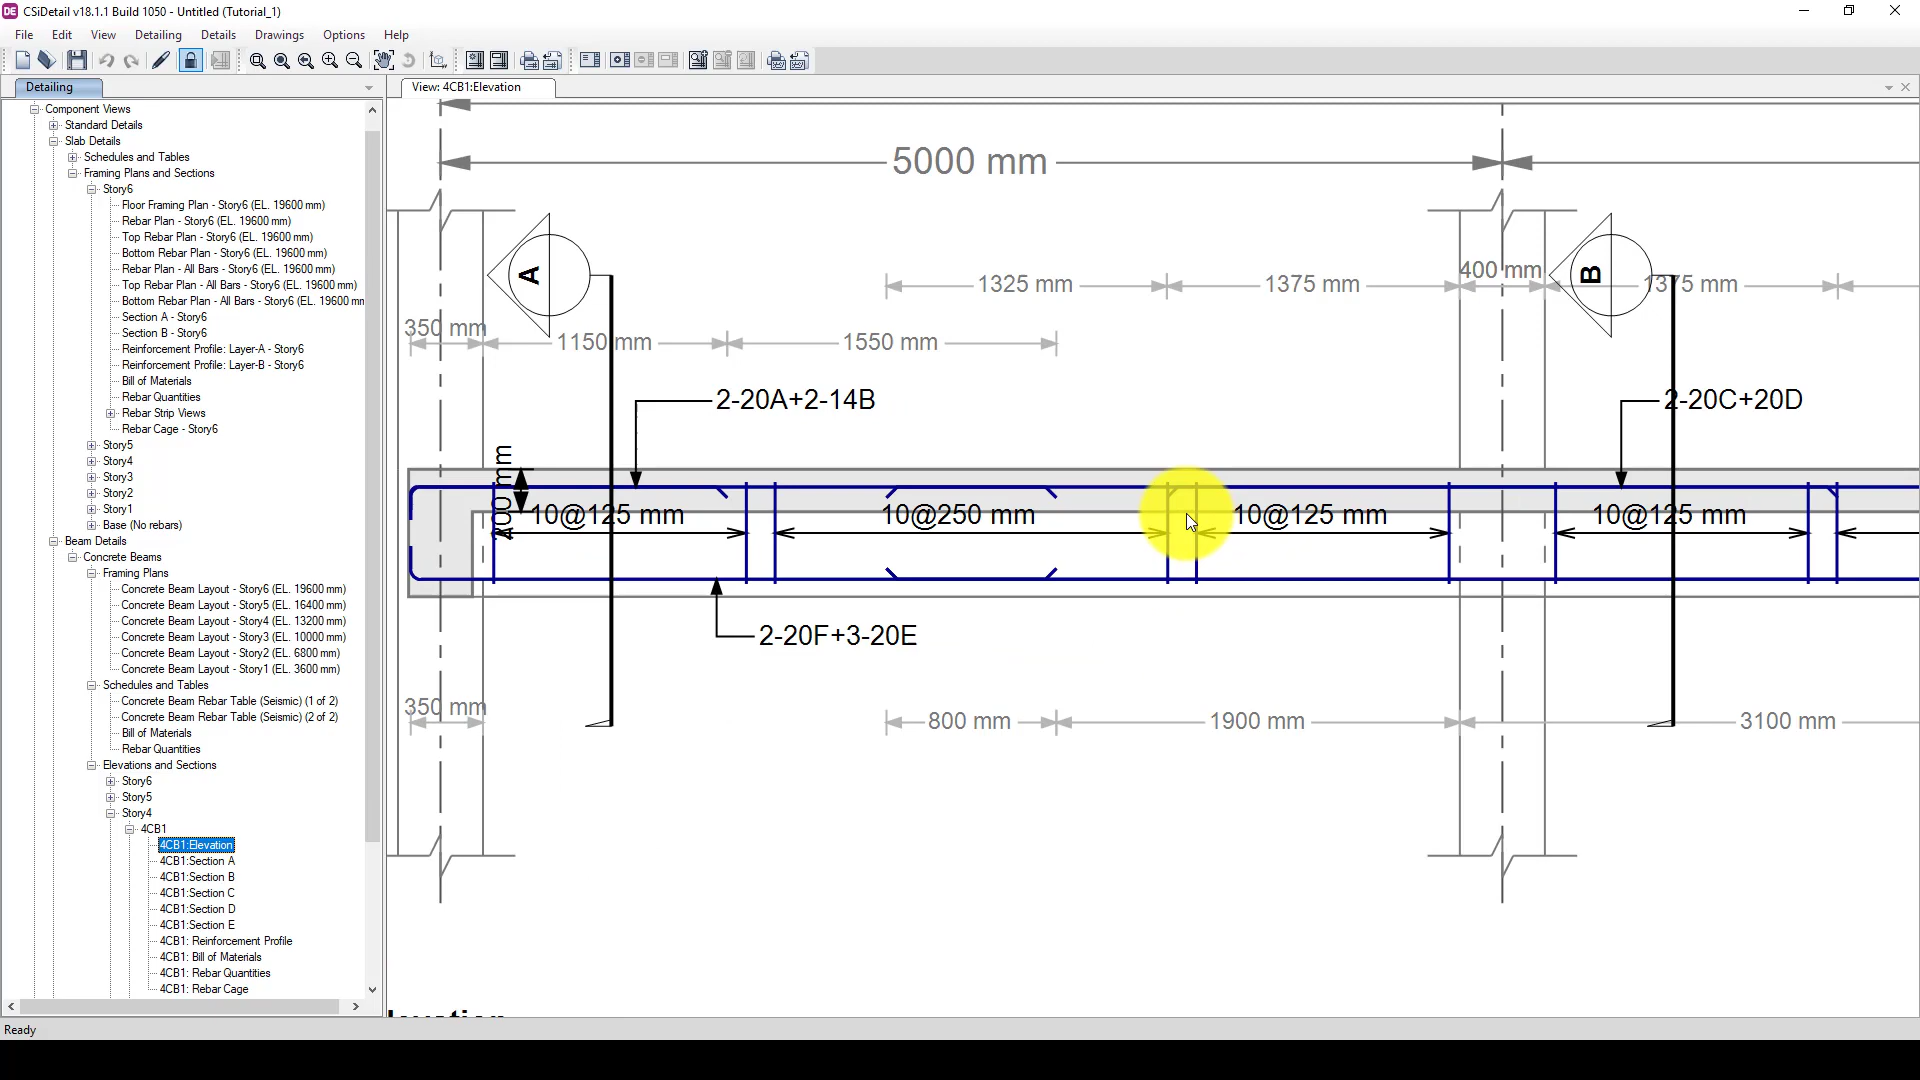 CSiDetail v18.1.1 Build 1050 - Untitled (Tutorial_1)
File Edit View Detailing Details Drawings Options Help
Detailing
Component Views
Standard Details
Slab Details
Schedules and Tables
Framing Plans and Sections
Story6
Floor Framing Plan - Story6 (EL. 19600 mm)
Rebar Plan - Story6 (EL. 19600 mm)
Top Rebar Plan - Story6 (EL. 19600 mm)
Bottom Rebar Plan - Story6 (EL. 19600 mm)
Rebar Plan - All Bars - Story6 (EL. 19600 mm)
Top Rebar Plan - All Bars - Story6 (EL. 19600 mm)
Bottom Rebar Plan - All Bars - Story6 (EL. 19600 mm
Section A - Story6
Section B - Story6
Reinforcement Profile: Layer-A - Story6
Reinforcement Profile: Layer-B - Story6
Bill of Materials
Rebar Quantities
Rebar Strip Views
Rebar Cage - Story6
Story5
Story4
Story3
Story2
Story1
Base (No rebars)
Beam Details
Concrete Beams
Framing Plans
Concrete Beam Layout - Story6 (EL. 19600 mm)
Concrete Beam Layout - Story5 (EL. 16400 mm)
Concrete Beam Layout - Story4 (EL. 13200 mm)
Concrete Beam Layout - Story3 (EL. 10000 mm)
Concrete Beam Layout - Story2 (EL. 6800 mm)
Concrete Beam Layout - Story1 (EL. 3600 mm)
Schedules and Tables
Concrete Beam Rebar Table (Seismic) (1 of 2)
Concrete Beam Rebar Table (Seismic) (2 of 2)
Bill of Materials
Rebar Quantities
Elevations and Sections
Story6
Story5
Story4
4CB1
4CB1:Elevation
4CB1:Section A
4CB1:Section B
4CB1:Section C
4CB1:Section D
4CB1:Section E
4CB1: Reinforcement Profile
4CB1: Bill of Materials
4CB1: Rebar Quantities
4CB1: Rebar Cage
Ready
View: 4CB1:Elevation
5000 mm
A
B
1325 mm 1375 mm 400 mm 1375 mm
350 mm 1150 mm 1550 mm
2-20A+2-14B 2-20C+20D
mm
10@125 mm 10@250 mm 10@125 mm 10@125 mm
2-20F+3-20E
350 mm 800 mm 1900 mm 3100 mm